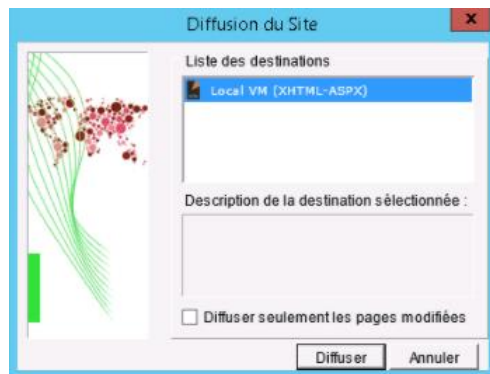 Diffusion du Site
x
Liste des destinations
Local VM (XHTML-ASPX)
Description de la destination sélectionnée :
Diffuser seulement les pages modifiées
Diffuser Annuler